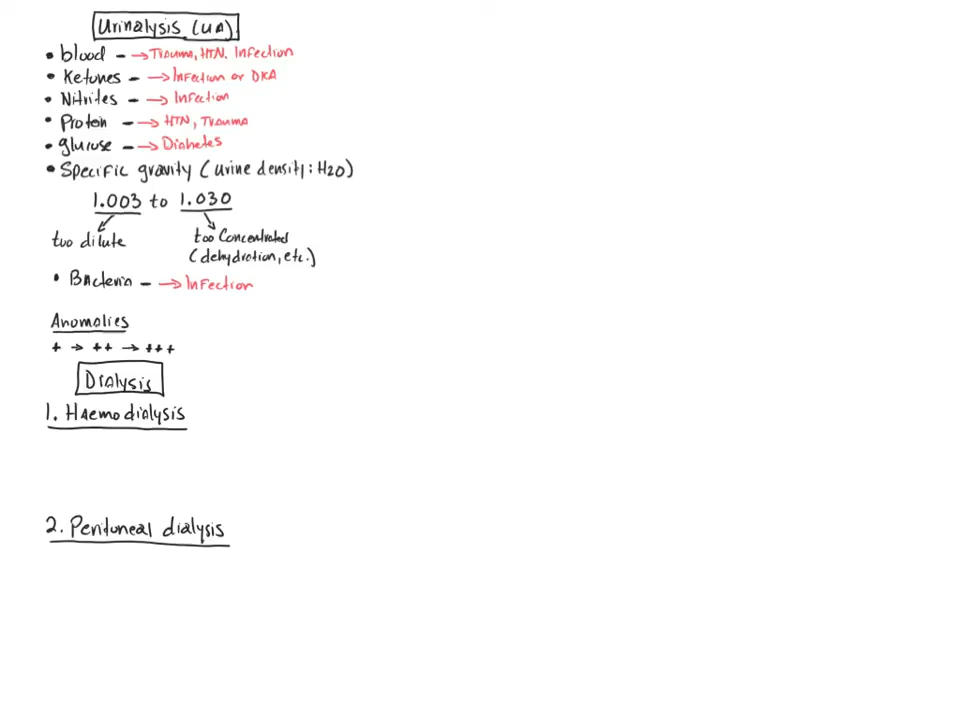 Urinalysis (UA)
• blood - → Trauma, HTN. Infection
• Ketones - → Infection or DKA
• Nitrites - → Infection
• Protein - → HTN, Trauma
• glucose - → Diabetes
• Specific gravity (urine density: H2O)
1.003 to 1.030
too dilute
too Concentrated
(dehydration, etc.)
• Bacteria - → Infection
Anomolies
+ → ++ → +++
Dialysis
1. Haemodialysis
2. Peritoneal dialysis